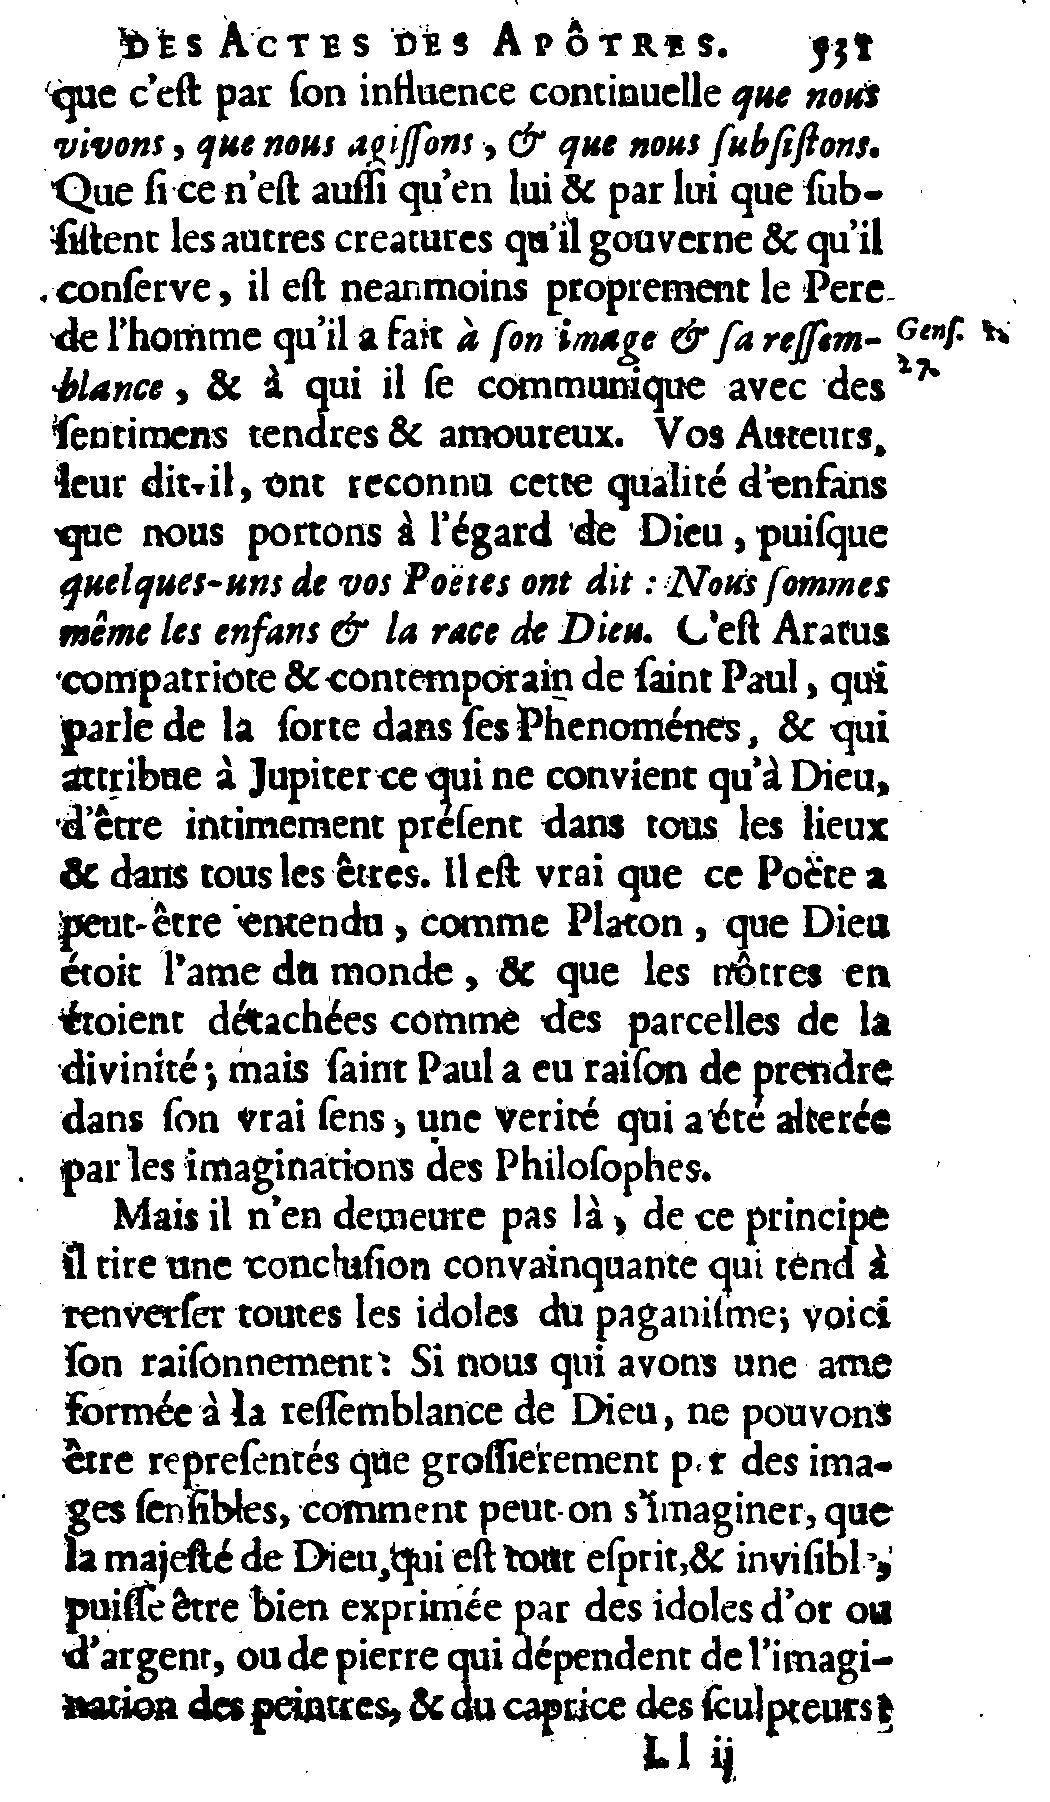 DES ACTES DES APÔTRES. 531
que c'eſt par ſon influence continuelle que nous
vivons, que nous agiſſons, & que nous ſubſiſtons.
Que ſi ce n'eſt auſſi qu'en lui & par lui que ſub-
ſiſtent les autres creatures qu'il gouverne & qu'il
conſerve, il eſt neanmoins proprement le Pere
de l'homme qu'il a fait à ſon image & ſa reſſem-
Genſ.
27.
blance, & à qui il ſe communique avec des
ſentimens tendres & amoureux. Vos Auteurs,
leur dit-il, ont reconnu cette qualité d'enfans
que nous portons à l'égard de Dieu, puiſque
quelques-uns de vos Poëtes ont dit : Nous ſommes
même les enfans & la race de Dieu. C'eſt Aratus
compatriote & contemporain de ſaint Paul, qui
parle de la ſorte dans ſes Phenoménes, & qui
attribue à Jupiter ce qui ne convient qu'à Dieu,
d'être intimement préſent dans tous les lieux
& dans tous les êtres. Il eſt vrai que ce Poëte a
peut-être entendu, comme Platon, que Dieu
étoit l'ame du monde, & que les nôtres en
étoient détachées comme des parcelles de la
divinité; mais ſaint Paul a eu raiſon de prendre
dans ſon vrai ſens, une verité qui a été alterée
par les imaginations des Philoſophes.
Mais il n'en demeure pas là, de ce principe
il tire une concluſion convainquante qui tend à
renverſer toutes les idoles du paganiſme; voici
ſon raiſonnement: Si nous qui avons une ame
formée à la reſſemblance de Dieu, ne pouvons
être repreſentés que groſſierement par des ima-
ges ſenſibles, comment peut-on s'imaginer, que
la majeſté de Dieu, qui eſt tout eſprit, & inviſible,
puiſſe être bien exprimée par des idoles d'or ou
d'argent, ou de pierre qui dépendent de l'imagi-
nation des peintres, & du caprice des ſculpteurs?
Ll ij